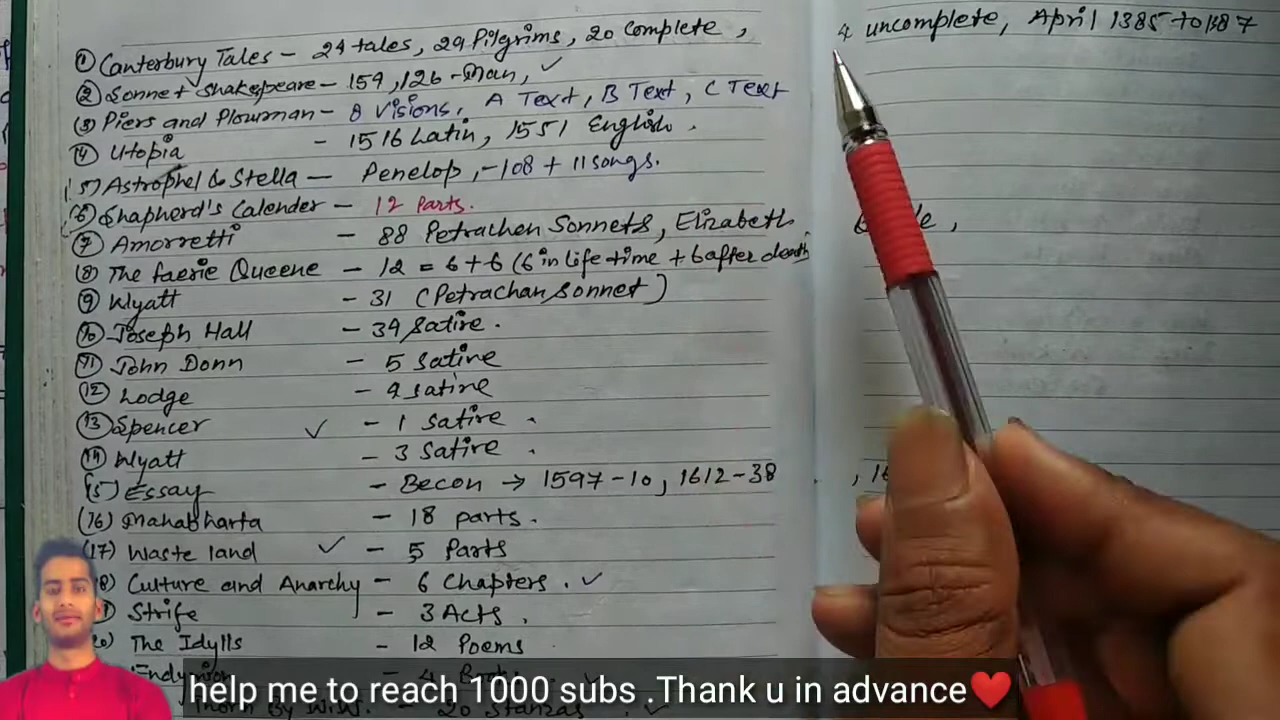 ① Canterbury Tales – 24 tales, 29 Pilgrims, 20 Complete, 4 uncomplete, April 1385 to 1387
② Sonnet Shakespeare – 154, 126 - Man, ✓
(3) Piers and Plowman – 8 Visions, A Text, B Text, C Text
④ Utopia – 1516 Latin, 1551 English.
(5) Astrophel & Stella – Penelop, – 108 + 11 songs.
(6) Shapherd's Calender – 12 Parts.
⑦ Amorretti – 88 Petrachen Sonnets, Elizabeth
⑧ The faerie Queene – 12 = 6+6 (6 in life time + 6 affer death
⑨ Wyatt – 31 (Petrachan Sonnet)
⑩ Joseph Hall – 34 Satire.
⑪ John Donn – 5 Satire
⑫ Lodge – 4 satire
⑬ Spencer ✓ – 1 Satire.
⑭ Wyatt – 3 Satire.
(15) Essay – Becon → 1597-10, 1612-38
(16) Mahabharta – 18 parts.
(17) Waste land ✓ – 5 Parts
Culture and Anarchy – 6 Chapters. ✓
Strife – 3 Acts.
The Idylls – 12 Poems
help me to reach 1000 subs .Thank u in advance❤️
20 Stanzas